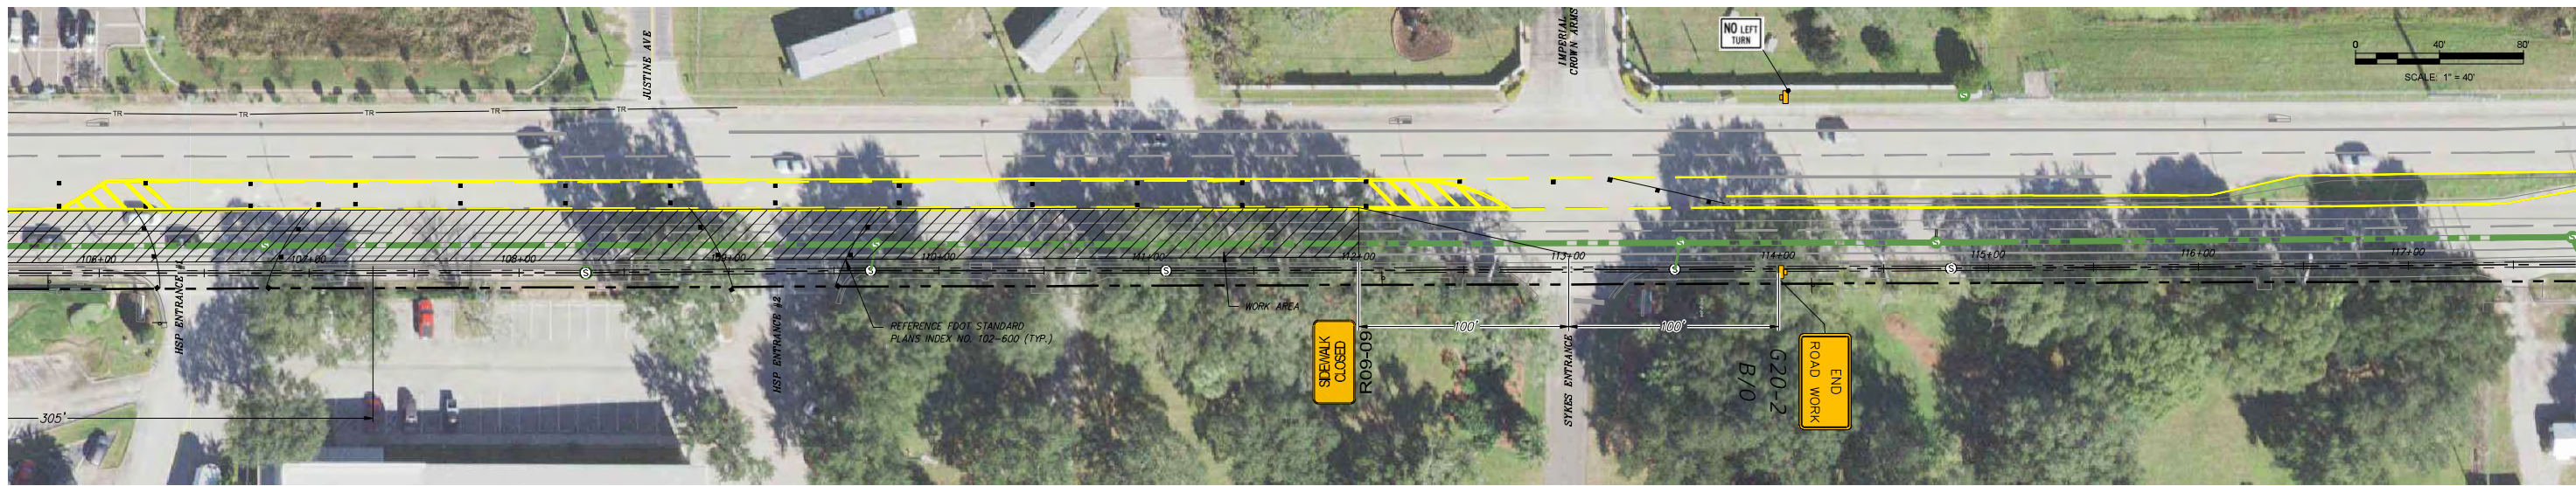 JUSTINE AVE
IMPERIAL
CROWN ARMS
NO LEFT
TURN
0
40'
80'
SCALE: 1" = 40'
TR
TR
TR
TR
TR
106+00
107+00
108+00
109+00
110+00
111+00
112+00
113+00
114+00
115+00
116+00
117+00
S
S
S
S
S
S
S
S
S
S
HSP ENTRANCE #1
HSP ENTRANCE #2
REFERENCE FDOT STANDARD
PLANS INDEX NO. 102-600 (TYP.)
WORK AREA
SIDEWALK
CLOSED
R09-09
100'
100'
SYKES ENTRANCE
G20-2
B/O
END
ROAD WORK
305'